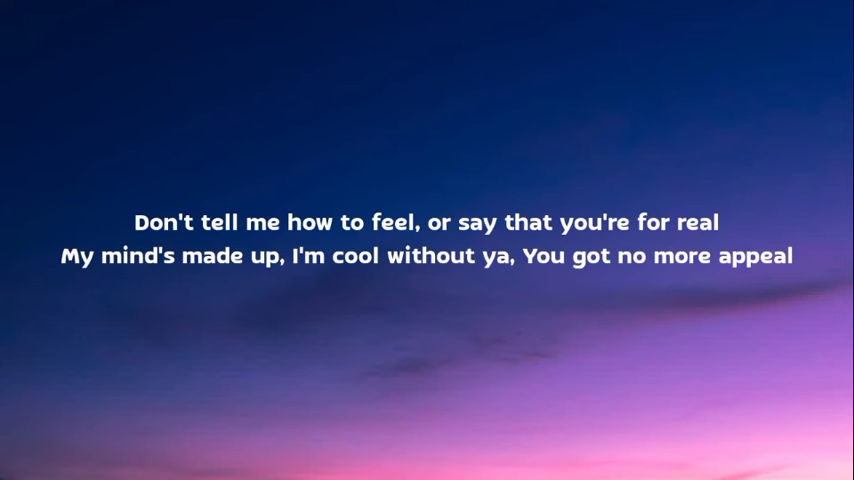 Don't tell me how to feel, or say that you're for real
My mind's made up, I'm cool without ya, You got no more appeal